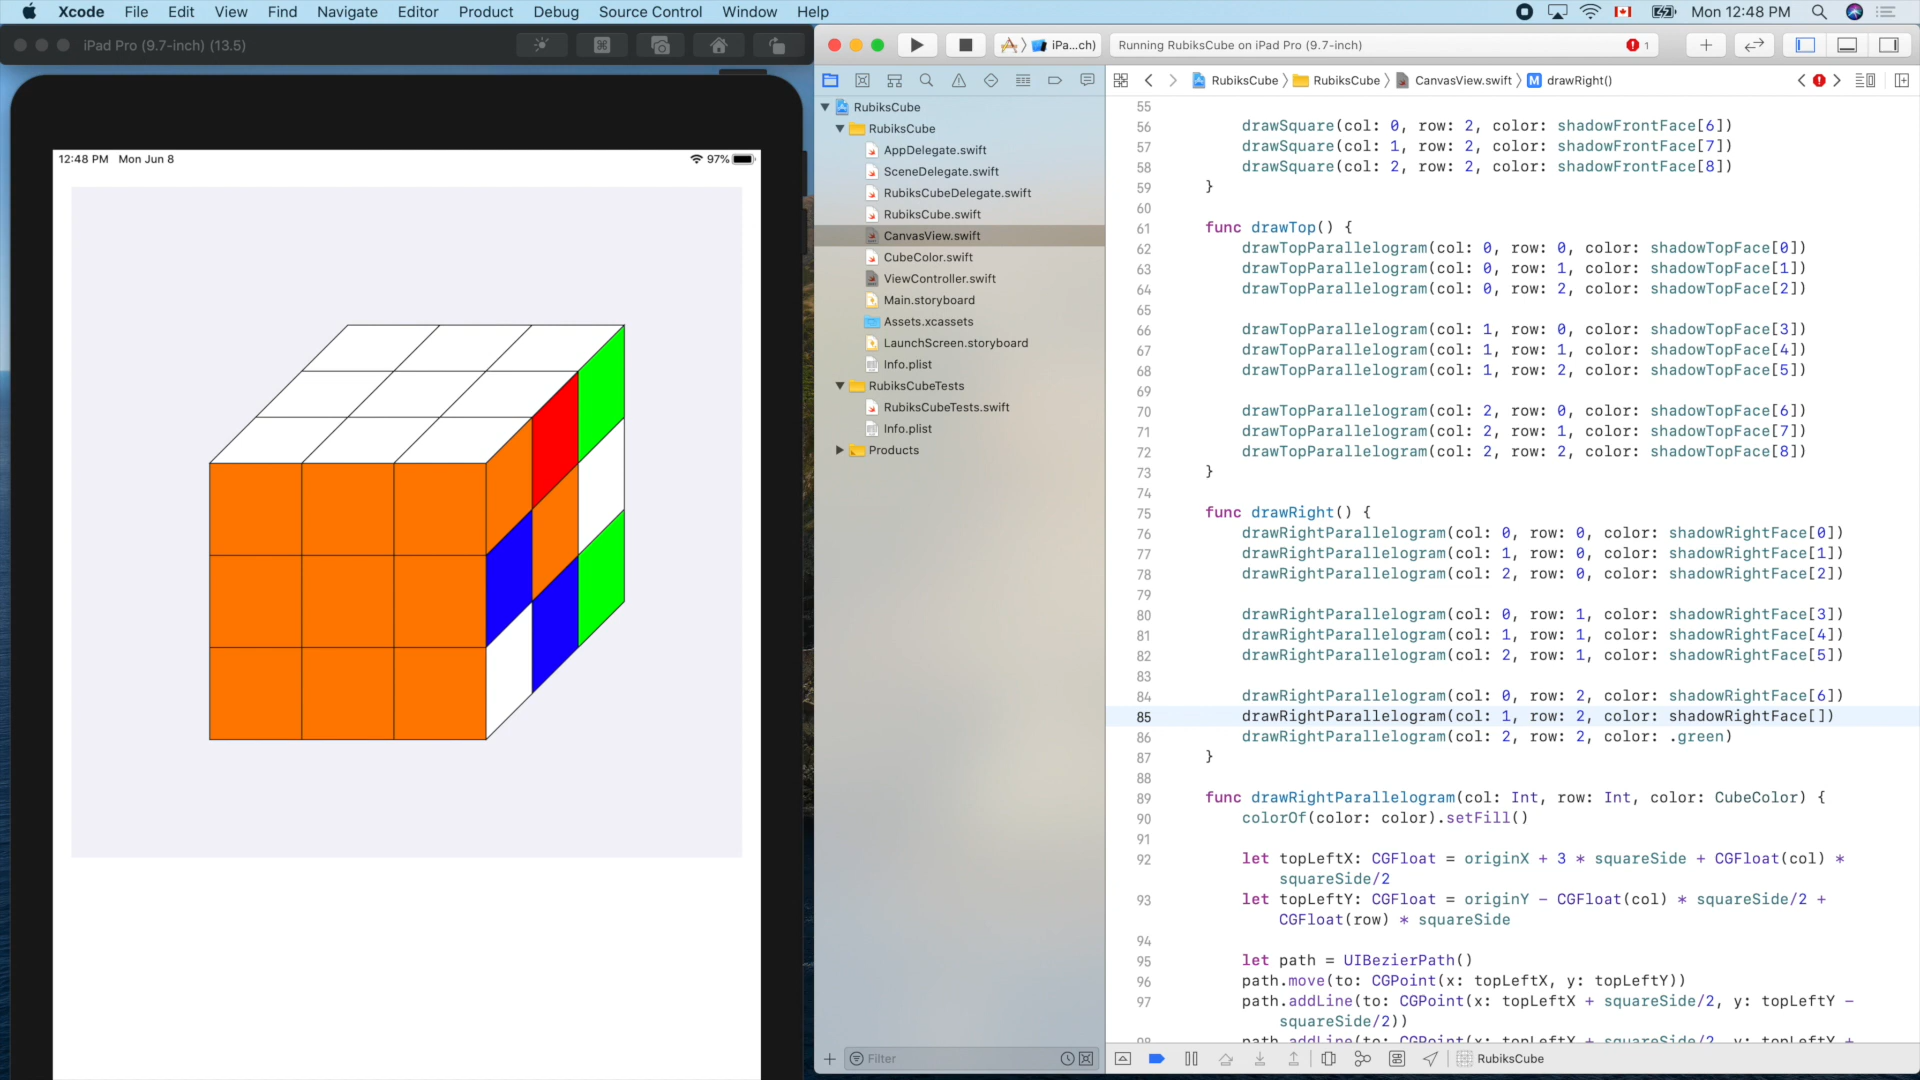 Xcode File Edit View Find Navigate Editor Product Debug Source Control Window Help
Mon 12:48 PM
iPad Pro (9.7-inch) (13.5)
iPa...ch)
Running RubiksCube on iPad Pro (9.7-inch)
1
RubiksCube
RubiksCube
CanvasView.swift
M
drawRight()
12:48 PM Mon Jun 8
97%
RubiksCube
RubiksCube
AppDelegate.swift
SceneDelegate.swift
RubiksCubeDelegate.swift
RubiksCube.swift
CanvasView.swift
CubeColor.swift
ViewController.swift
Main.storyboard
Assets.xcassets
LaunchScreen.storyboard
Info.plist
RubiksCubeTests
RubiksCubeTests.swift
Info.plist
Products
Filter
55
56 drawSquare(col: 0, row: 2, color: shadowFrontFace[6])
57 drawSquare(col: 1, row: 2, color: shadowFrontFace[7])
58 drawSquare(col: 2, row: 2, color: shadowFrontFace[8])
59 }
60
61 func drawTop() {
62 drawTopParallelogram(col: 0, row: 0, color: shadowTopFace[0])
63 drawTopParallelogram(col: 0, row: 1, color: shadowTopFace[1])
64 drawTopParallelogram(col: 0, row: 2, color: shadowTopFace[2])
65
66 drawTopParallelogram(col: 1, row: 0, color: shadowTopFace[3])
67 drawTopParallelogram(col: 1, row: 1, color: shadowTopFace[4])
68 drawTopParallelogram(col: 1, row: 2, color: shadowTopFace[5])
69
70 drawTopParallelogram(col: 2, row: 0, color: shadowTopFace[6])
71 drawTopParallelogram(col: 2, row: 1, color: shadowTopFace[7])
72 drawTopParallelogram(col: 2, row: 2, color: shadowTopFace[8])
73 }
74
75 func drawRight() {
76 drawRightParallelogram(col: 0, row: 0, color: shadowRightFace[0])
77 drawRightParallelogram(col: 1, row: 0, color: shadowRightFace[1])
78 drawRightParallelogram(col: 2, row: 0, color: shadowRightFace[2])
79
80 drawRightParallelogram(col: 0, row: 1, color: shadowRightFace[3])
81 drawRightParallelogram(col: 1, row: 1, color: shadowRightFace[4])
82 drawRightParallelogram(col: 2, row: 1, color: shadowRightFace[5])
83
84 drawRightParallelogram(col: 0, row: 2, color: shadowRightFace[6])
85 drawRightParallelogram(col: 1, row: 2, color: shadowRightFace[])
86 drawRightParallelogram(col: 2, row: 2, color: .green)
87 }
88
89 func drawRightParallelogram(col: Int, row: Int, color: CubeColor) {
90 colorOf(color: color).setFill()
91
92 let topLeftX: CGFloat = originX + 3 * squareSide + CGFloat(col) *
squareSide/2
93 let topLeftY: CGFloat = originY - CGFloat(col) * squareSide/2 +
CGFloat(row) * squareSide
94
95 let path = UIBezierPath()
96 path.move(to: CGPoint(x: topLeftX, y: topLeftY))
97 path.addLine(to: CGPoint(x: topLeftX + squareSide/2, y: topLeftY -
squareSide/2))
98 path.addLine(to: CGPoint(x: topLeftX + squareSide/2, y: topLeftY +
RubiksCube